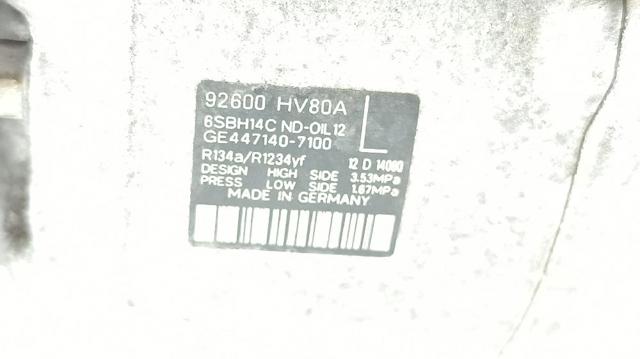 92600 HV80A L
6SBH14C ND-OIL12
GE447140-7100
R134a/R1234yf 12 D 14080
DESIGN HIGH SIDE 3.53MPa
PRESS LOW SIDE 1.67MPa
MADE IN GERMANY